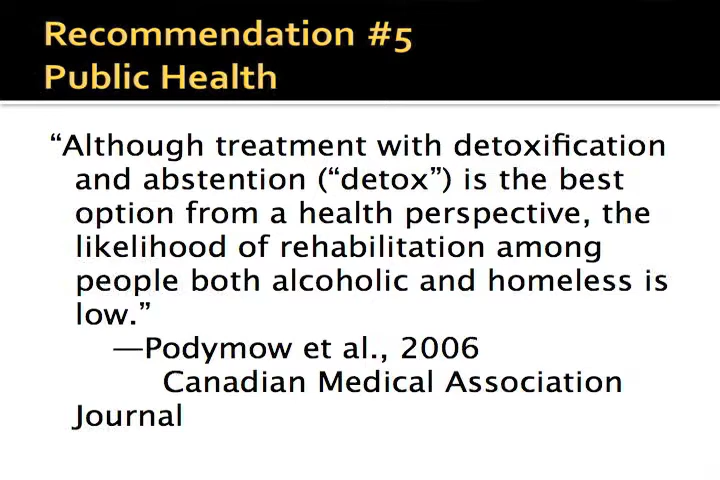 Recommendation #5
Public Health
“Although treatment with detoxification
and abstention (“detox”) is the best
option from a health perspective, the
likelihood of rehabilitation among
people both alcoholic and homeless is
low.”
—Podymow et al., 2006
Canadian Medical Association
Journal